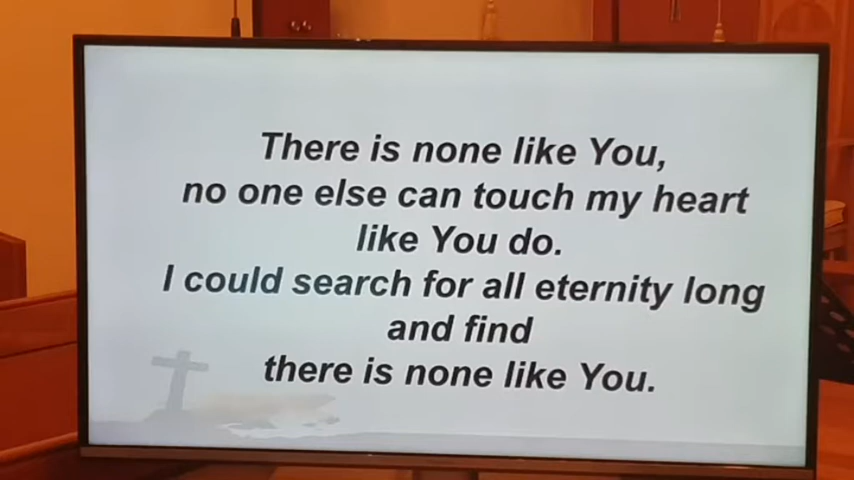 There is none like You,
no one else can touch my heart
like You do.
I could search for all eternity long
and find
there is none like You.